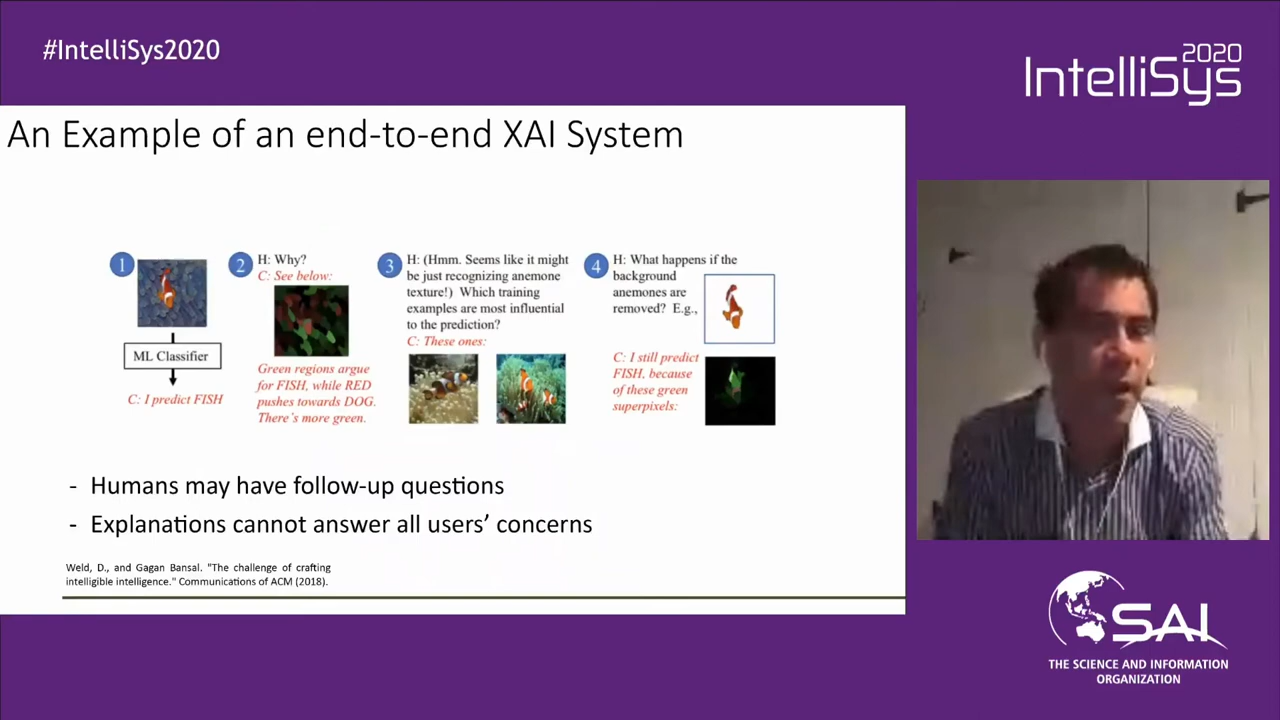 #IntelliSys2020
2020
IntelliSys
An Example of an end-to-end XAI System
1
ML Classifier
C: I predict FISH
2
H: Why?
C: See below:
Green regions argue
for FISH, while RED
pushes towards DOG.
There's more green.
3
H: (Hmm. Seems like it might
be just recognizing anemone
texture!) Which training
examples are most influential
to the prediction?
C: These ones:
4
H: What happens if the
background
anemones are
removed? E.g.,
C: I still predict
FISH, because
of these green
superpixels:
- Humans may have follow-up questions
- Explanations cannot answer all users' concerns
Weld, D., and Gagan Bansal. "The challenge of crafting
intelligible intelligence." Communications of ACM (2018).
SAI
THE SCIENCE AND INFORMATION
ORGANIZATION